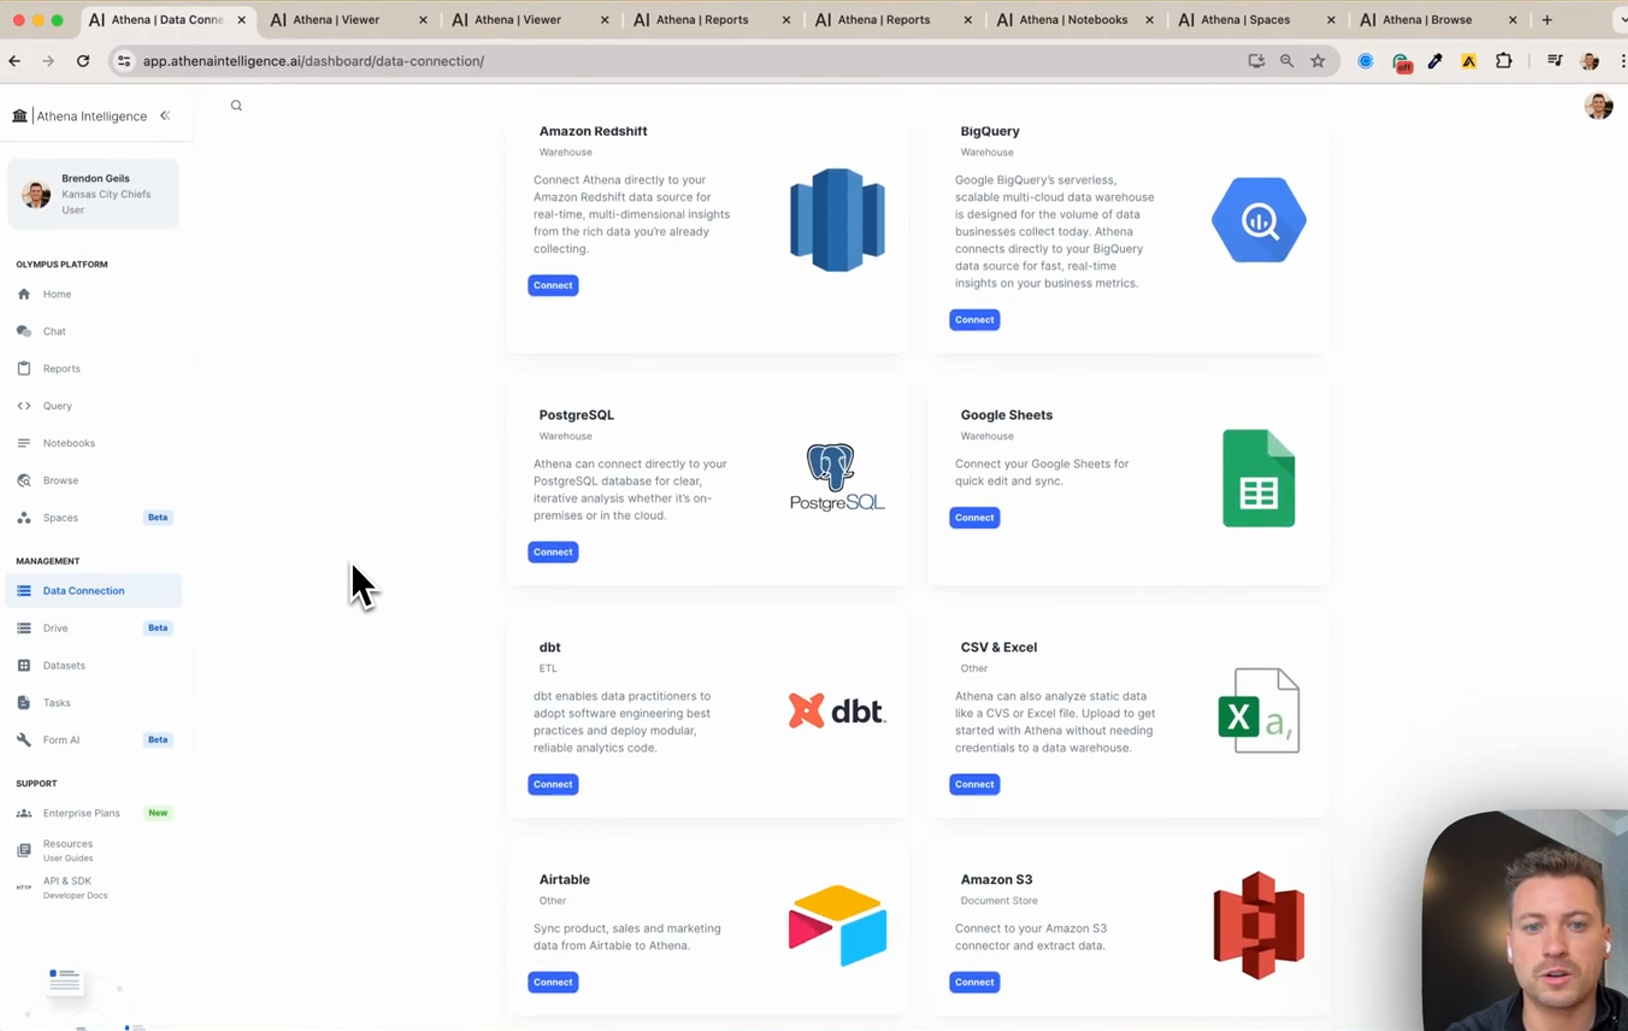 Athena | Data Conne
Athena | Viewer
Athena | Viewer
Athena | Reports
Athena | Reports
Athena | Notebooks
Athena | Spaces
Athena | Browse
app.athenaintelligence.ai/dashboard/data-connection/
off
Athena Intelligence
Brendon Geils
Kansas City Chiefs
User
OLYMPUS PLATFORM
Home
Chat
Reports
Query
Notebooks
Browse
Spaces Beta
MANAGEMENT
Data Connection
Drive Beta
Datasets
Tasks
Form AI Beta
SUPPORT
Enterprise Plans New
Resources
User Guides
HTTP API & SDK
Developer Docs
Amazon Redshift
Warehouse
Connect Athena directly to your
Amazon Redshift data source for
real-time, multi-dimensional insights
from the rich data you're already
collecting.
Connect
BigQuery
Warehouse
Google BigQuery's serverless,
scalable multi-cloud data warehouse
is designed for the volume of data
businesses collect today. Athena
connects directly to your BigQuery
data source for fast, real-time
insights on your business metrics.
Connect
PostgreSQL
Warehouse
Athena can connect directly to your
PostgreSQL database for clear,
iterative analysis whether it's on-
premises or in the cloud.
Connect
PostgreSQL
Google Sheets
Warehouse
Connect your Google Sheets for
quick edit and sync.
Connect
dbt
ETL
dbt enables data practitioners to
adopt software engineering best
practices and deploy modular,
reliable analytics code.
Connect
dbt
CSV & Excel
Other
Athena can also analyze static data
like a CVS or Excel file. Upload to get
started with Athena without needing
credentials to a data warehouse.
Connect
X a,
Airtable
Other
Sync product, sales and marketing
data from Airtable to Athena.
Connect
Amazon S3
Document Store
Connect to your Amazon S3
connector and extract data.
Connect